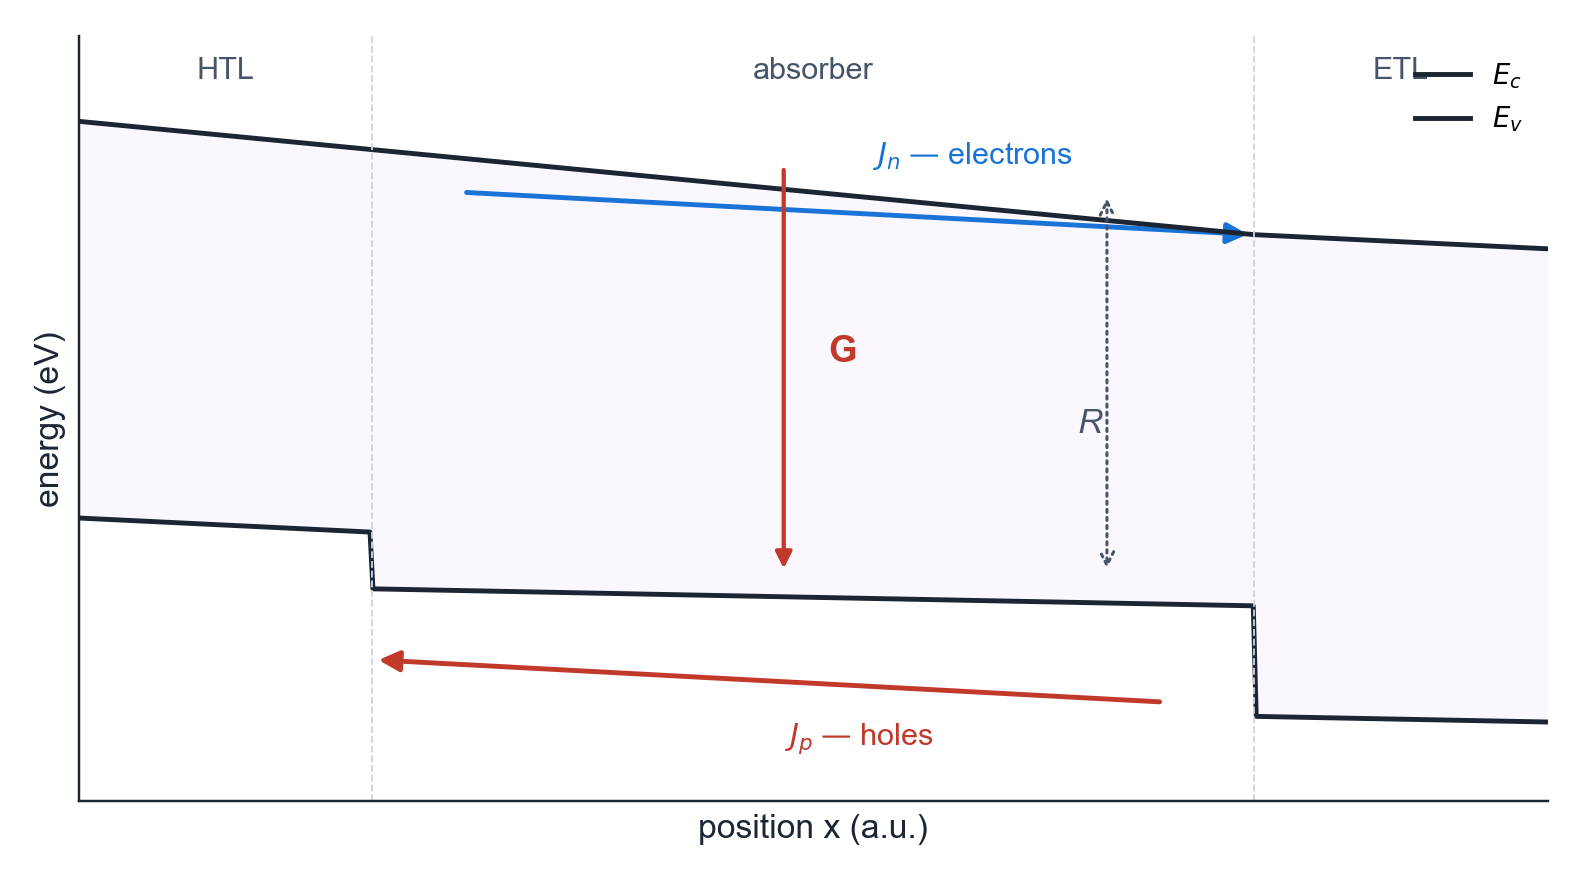 HTL
absorber
ETL
E_c
E_v
J_n — electrons
G
R
J_p — holes
energy (eV)
position x (a.u.)